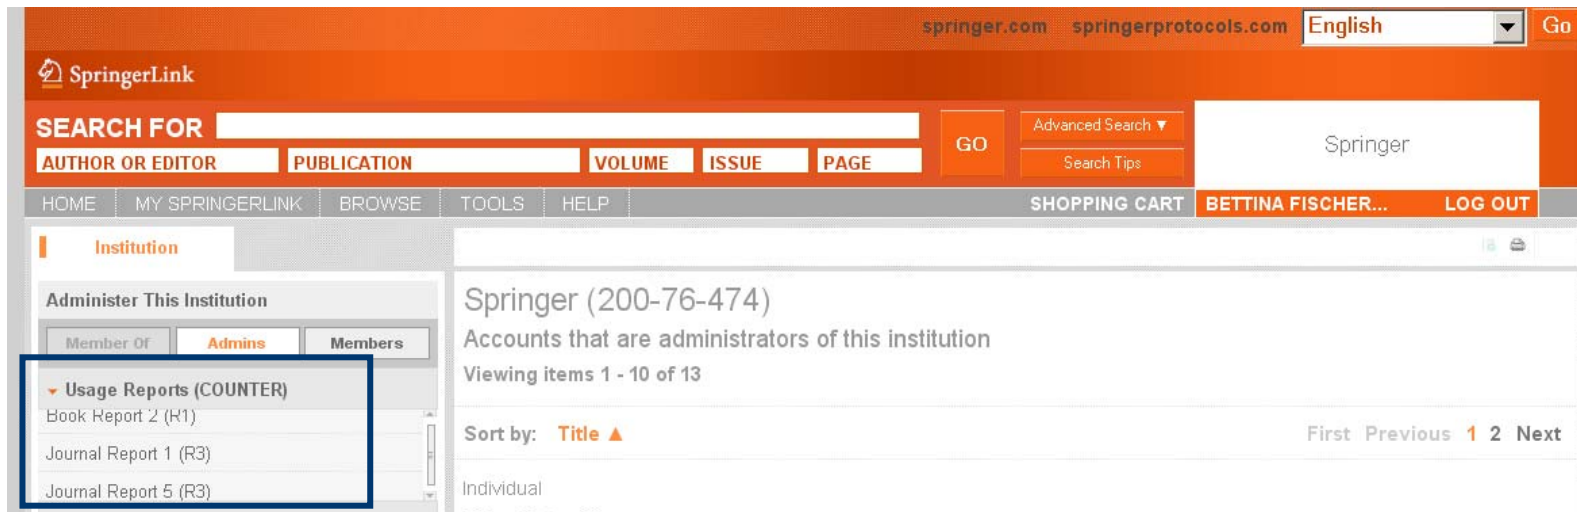 springer.com springerprotocols.com English Go
SpringerLink
SEARCH FOR GO Advanced Search ▼
AUTHOR OR EDITOR PUBLICATION VOLUME ISSUE PAGE Search Tips
Springer
HOME MY SPRINGERLINK BROWSE TOOLS HELP SHOPPING CART BETTINA FISCHER... LOG OUT
Institution
Administer This Institution
Member Of Admins Members
Usage Reports (COUNTER)
Book Report 2 (R1)
Journal Report 1 (R3)
Journal Report 5 (R3)
Springer (200-76-474)
Accounts that are administrators of this institution
Viewing items 1 - 10 of 13
Sort by: Title ▲ First Previous 1 2 Next
Individual